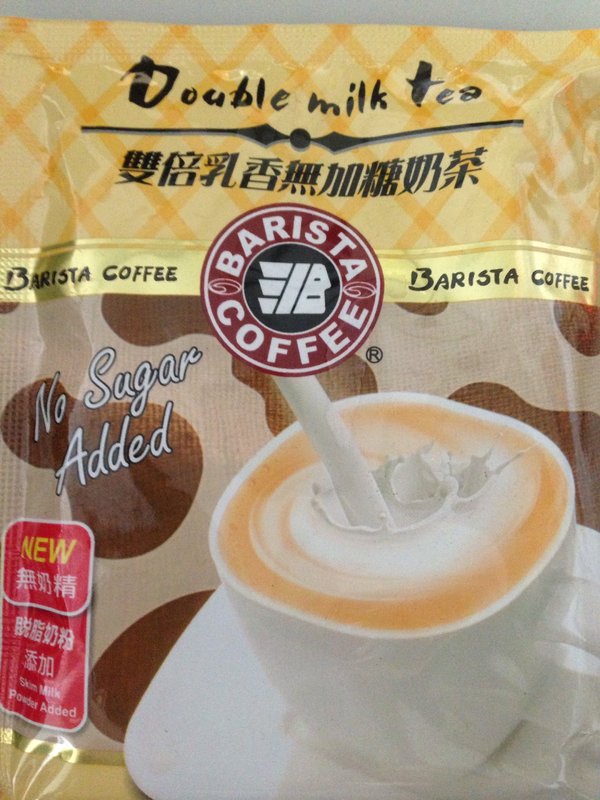 Double milk tea
雙倍乳香無加糖奶茶
BARISTA COFFEE
BARISTA
COFFEE
®
BARISTA COFFEE
No Sugar
Added
NEW
無奶精
脱脂奶粉
添加
Skim Milk
Powder Added